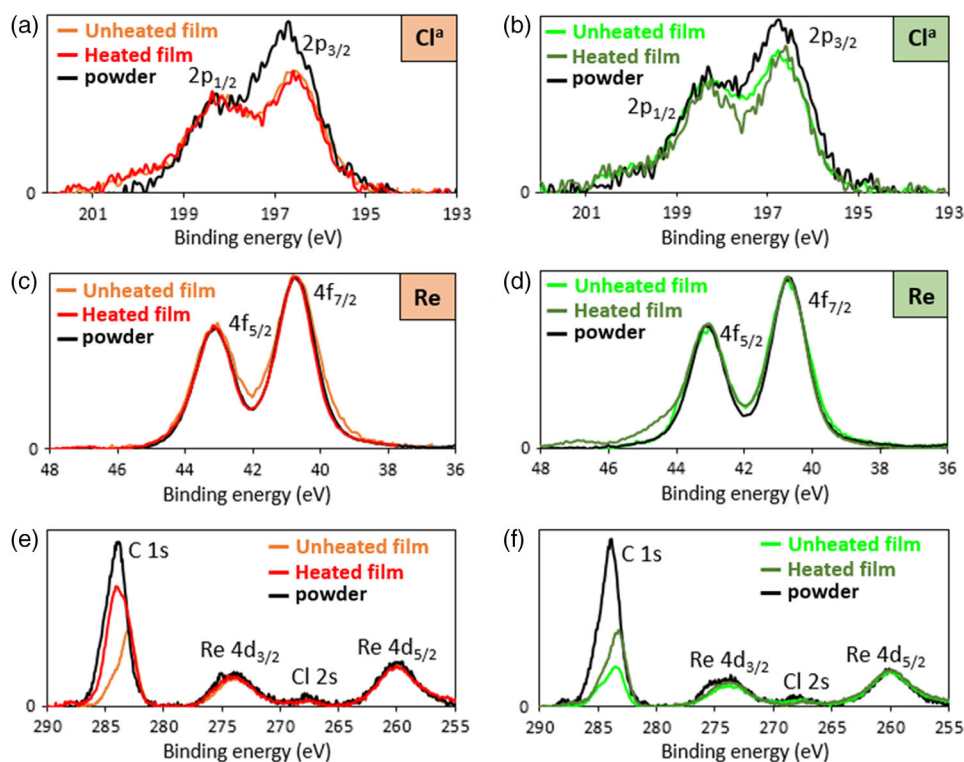 (a)
Unheated film
Heated film
powder
2p1/2
2p3/2
Clᵃ
0
201 199 197 195 193
Binding energy (eV)
(b)
Unheated film
Heated film
powder
2p1/2
2p3/2
Clᵃ
0
201 199 197 195 193
Binding energy (eV)
(c)
Unheated film
Heated film
powder
4f5/2
4f7/2
Re
0
48 46 44 42 40 38 36
Binding energy (eV)
(d)
Unheated film
Heated film
powder
4f5/2
4f7/2
Re
0
48 46 44 42 40 38 36
Binding energy (eV)
(e)
C 1s
Unheated film
Heated film
powder
Re 4d3/2
Cl 2s
Re 4d5/2
0
290 285 280 275 270 265 260 255
Binding energy (eV)
(f)
C 1s
Unheated film
Heated film
powder
Re 4d3/2
Cl 2s
Re 4d5/2
0
290 285 280 275 270 265 260 255
Binding energy (eV)